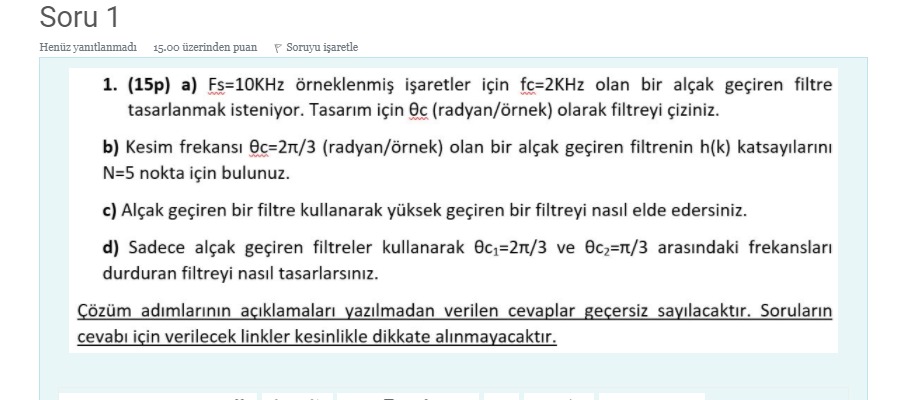 Soru 1
Henüz yanıtlanmadı 15.00 üzerinden puan Soruyu işaretle
1. (15p) a) Fs=10KHz örneklenmiş işaretler için fc=2KHz olan bir alçak geçiren filtre
tasarlanmak isteniyor. Tasarım için θc (radyan/örnek) olarak filtreyi çiziniz.
b) Kesim frekansı θc=2π/3 (radyan/örnek) olan bir alçak geçiren filtrenin h(k) katsayılarını
N=5 nokta için bulunuz.
c) Alçak geçiren bir filtre kullanarak yüksek geçiren bir filtreyi nasıl elde edersiniz.
d) Sadece alçak geçiren filtreler kullanarak θc₁=2π/3 ve θc₂=π/3 arasındaki frekansları
durduran filtreyi nasıl tasarlarsınız.
Çözüm adımlarının açıklamaları yazılmadan verilen cevaplar geçersiz sayılacaktır. Soruların
cevabı için verilecek linkler kesinlikle dikkate alınmayacaktır.